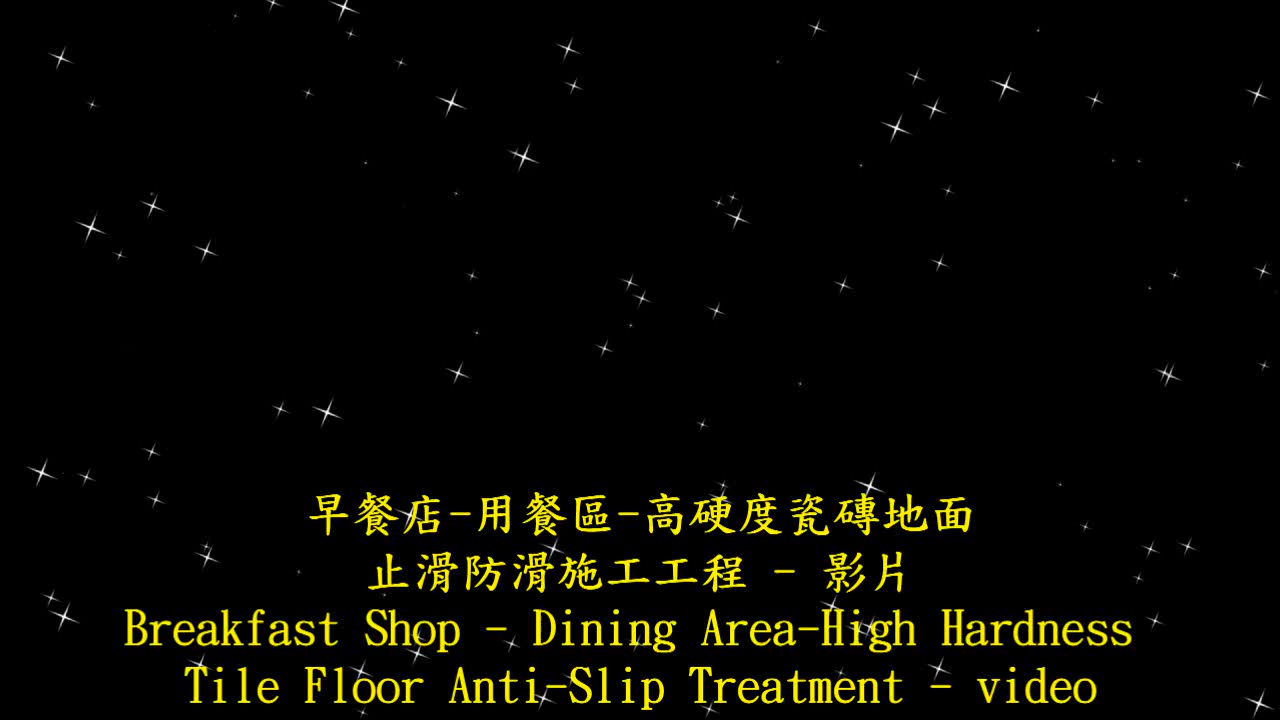 早餐店-用餐區-高硬度瓷磚地面
止滑防滑施工工程 - 影片
Breakfast Shop - Dining Area-High Hardness
Tile Floor Anti-Slip Treatment - video